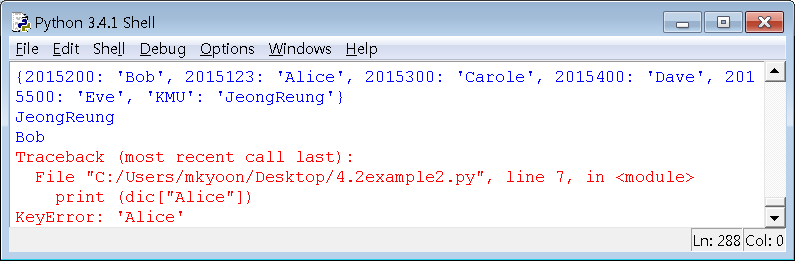 Python 3.4.1 Shell
File Edit Shell Debug Options Windows Help
{2015200: 'Bob', 2015123: 'Alice', 2015300: 'Carole', 2015400: 'Dave', 201
5500: 'Eve', 'KMU': 'JeongReung'}
JeongReung
Bob
Traceback (most recent call last):
  File "C:/Users/mkyoon/Desktop/4.2example2.py", line 7, in <module>
    print (dic["Alice"])
KeyError: 'Alice'
Ln: 288 Col: 0